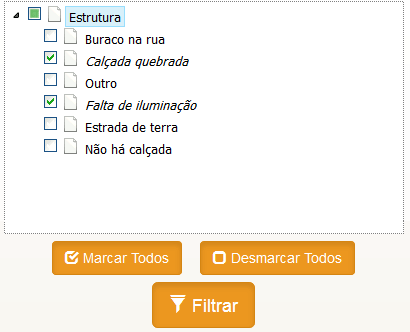 Estrutura
Buraco na rua
Calçada quebrada
Outro
Falta de iluminação
Estrada de terra
Não há calçada
Marcar Todos
Desmarcar Todos
Filtrar